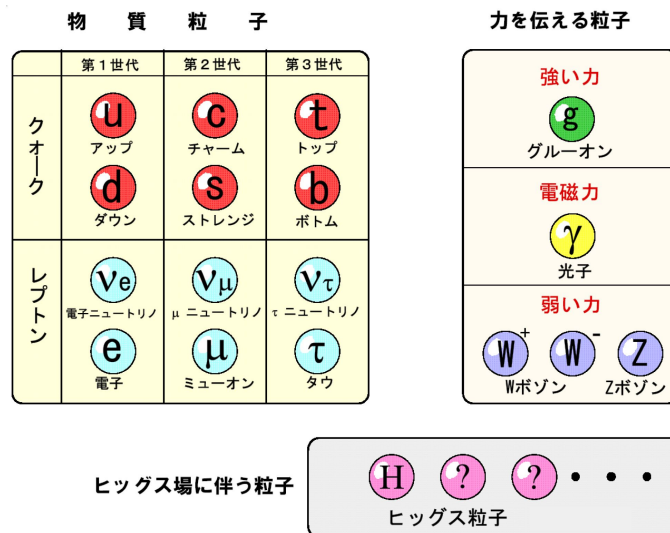 物質粒子
第1世代 第2世代 第3世代
クォーク
u c t
アップ チャーム トップ
d s b
ダウン ストレンジ ボトム
レプトン
νe νμ ντ
電子ニュートリノ μ ニュートリノ τ ニュートリノ
e μ τ
電子 ミューオン タウ
力を伝える粒子
強い力
g
グルーオン
電磁力
γ
光子
弱い力
W+ W- Z
Wボゾン Zボゾン
ヒッグス場に伴う粒子
H ? ? ・・・
ヒッグス粒子